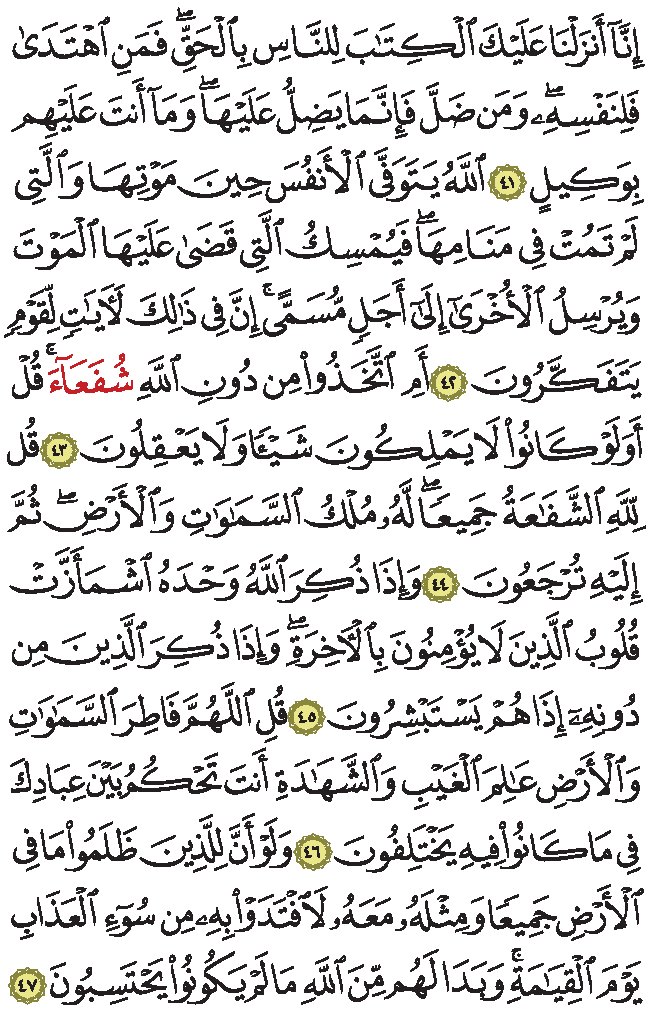 إِنَّآ أَنزَلۡنَا عَلَيۡكَ ٱلۡكِتَٰبَ لِلنَّاسِ بِٱلۡحَقِّۖ فَمَنِ ٱهۡتَدَىٰ
فَلِنَفۡسِهِۦۖ وَمَن ضَلَّ فَإِنَّمَا يَضِلُّ عَلَيۡهَاۖ وَمَآ أَنتَ عَلَيۡهِم
بِوَكِيلٍ ٤١ ٱللَّهُ يَتَوَفَّى ٱلۡأَنفُسَ حِينَ مَوۡتِهَا وَٱلَّتِي
لَمۡ تَمُتۡ فِي مَنَامِهَاۖ فَيُمۡسِكُ ٱلَّتِي قَضَىٰ عَلَيۡهَا ٱلۡمَوۡتَ
وَيُرۡسِلُ ٱلۡأُخۡرَىٰٓ إِلَىٰٓ أَجَلٖ مُّسَمًّىۚ إِنَّ فِي ذَٰلِكَ لَأٓيَٰتٖ لِّقَوۡمٖ
يَتَفَكَّرُونَ ٤٢ أَمِ ٱتَّخَذُواْ مِن دُونِ ٱللَّهِ شُفَعَآءَۚ قُلۡ
أَوَلَوۡ كَانُواْ لَا يَمۡلِكُونَ شَيۡـٔٗا وَلَا يَعۡقِلُونَ ٤٣ قُل
لِّلَّهِ ٱلشَّفَٰعَةُ جَمِيعٗاۖ لَّهُۥ مُلۡكُ ٱلسَّمَٰوَٰتِ وَٱلۡأَرۡضِۖ ثُمَّ
إِلَيۡهِ تُرۡجَعُونَ ٤٤ وَإِذَا ذُكِرَ ٱللَّهُ وَحۡدَهُ ٱشۡمَأَزَّتۡ
قُلُوبُ ٱلَّذِينَ لَا يُؤۡمِنُونَ بِٱلۡأٓخِرَةِۖ وَإِذَا ذُكِرَ ٱلَّذِينَ مِن
دُونِهِۦٓ إِذَا هُمۡ يَسۡتَبۡشِرُونَ ٤٥ قُلِ ٱللَّهُمَّ فَاطِرَ ٱلسَّمَٰوَٰتِ
وَٱلۡأَرۡضِ عَٰلِمَ ٱلۡغَيۡبِ وَٱلشَّهَٰدَةِ أَنتَ تَحۡكُمُ بَيۡنَ عِبَادِكَ
فِي مَا كَانُواْ فِيهِ يَخۡتَلِفُونَ ٤٦ وَلَوۡ أَنَّ لِلَّذِينَ ظَلَمُواْ مَا فِي
ٱلۡأَرۡضِ جَمِيعٗا وَمِثۡلَهُۥ مَعَهُۥ لَٱفۡتَدَوۡاْ بِهِۦ مِن سُوٓءِ ٱلۡعَذَابِ
يَوۡمَ ٱلۡقِيَٰمَةِۚ وَبَدَا لَهُم مِّنَ ٱللَّهِ مَا لَمۡ يَكُونُواْ يَحۡتَسِبُونَ ٤٧